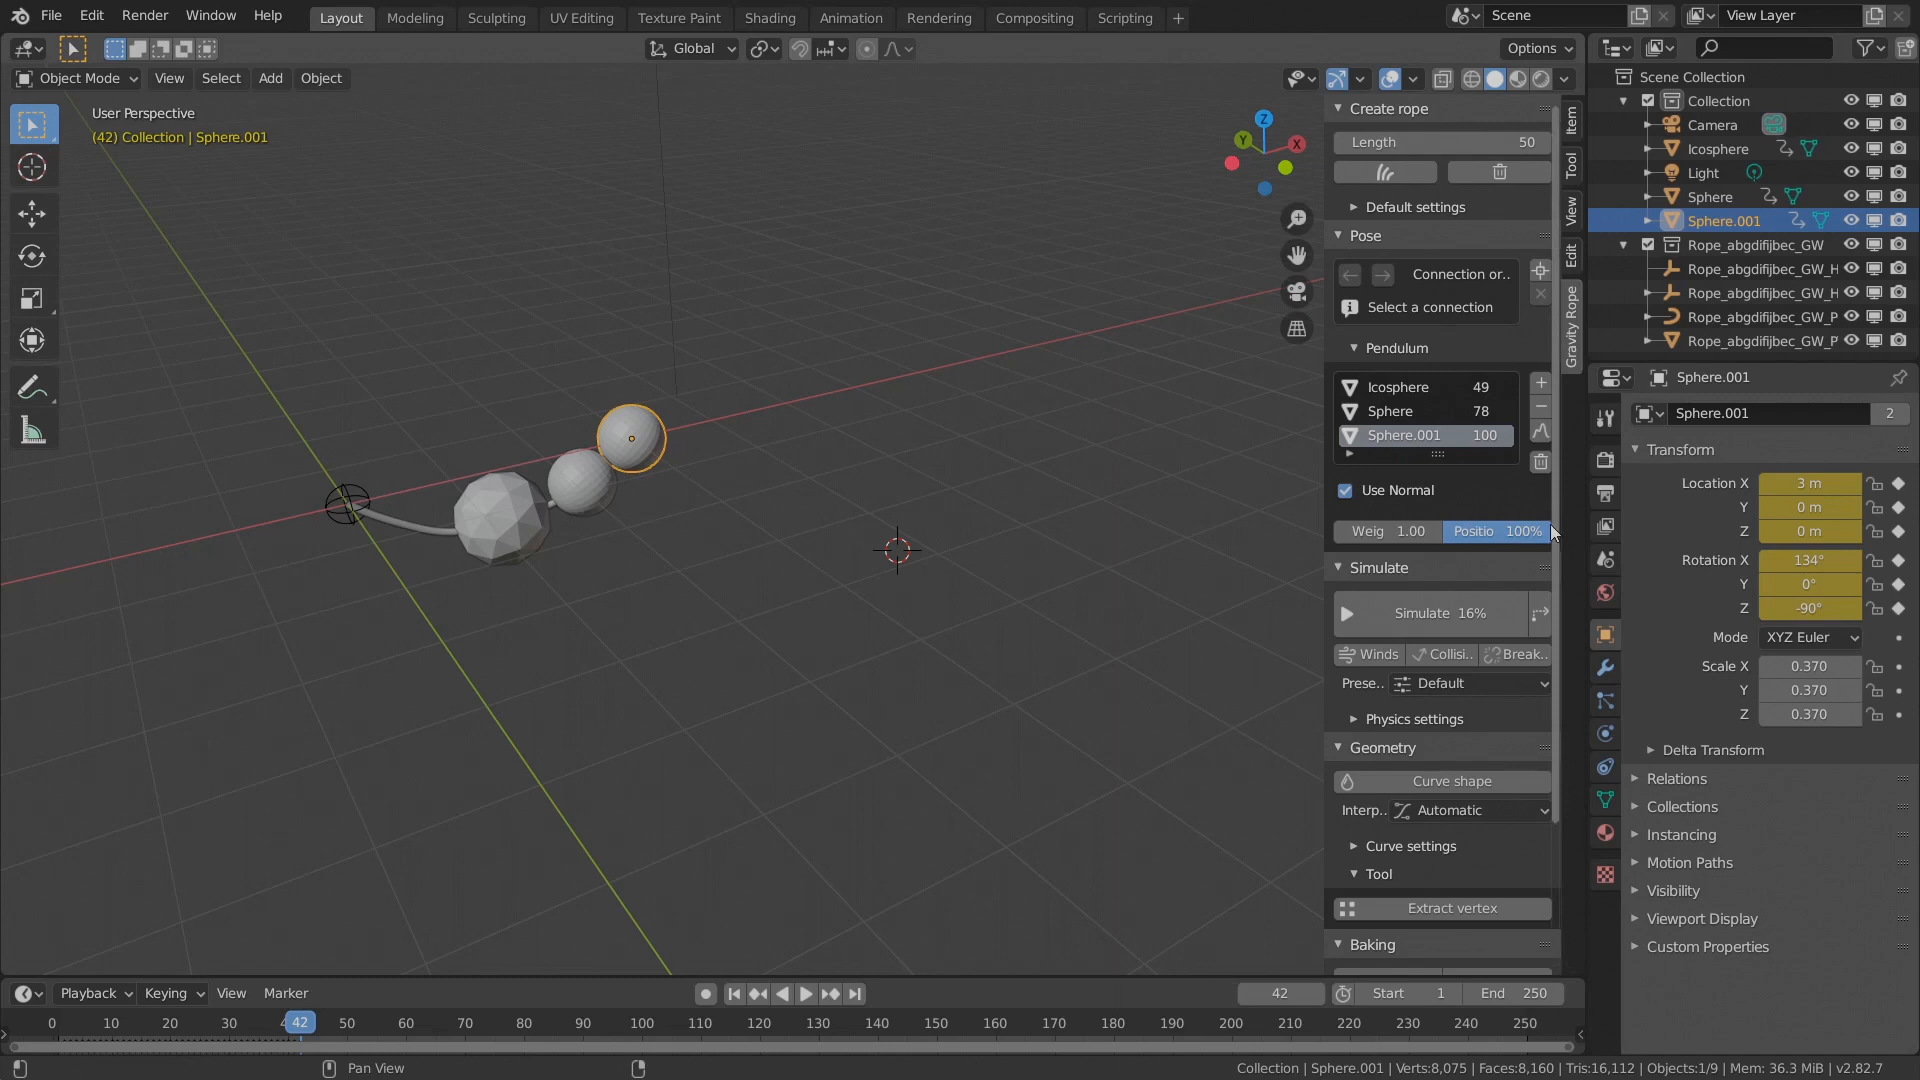 File Edit Render Window Help
Layout Modeling Sculpting UV Editing Texture Paint Shading Animation Rendering Compositing Scripting +
Scene
View Layer
Global
Options
Object Mode View Select Add Object
User Perspective
(42) Collection | Sphere.001
Z
Y
X
Create rope
Length 50
Default settings
Pose
Connection or..
Select a connection
Pendulum
Icosphere 49
Sphere 78
Sphere.001 100
Use Normal
Weig 1.00 Positio 100%
Simulate
Simulate 16%
Winds Collisi.. Break..
Prese.. Default
Physics settings
Geometry
Curve shape
Interp.. Automatic
Curve settings
Tool
Extract vertex
Baking
Item
Tool
View
Edit
Gravity Rope
Scene Collection
Collection
Camera
Icosphere
Light
Sphere
Sphere.001
Rope_abgdifijbec_GW
Rope_abgdifijbec_GW_H
Rope_abgdifijbec_GW_H
Rope_abgdifijbec_GW_P
Rope_abgdifijbec_GW_P
Sphere.001
Sphere.001 2
Transform
Location X 3 m
Y 0 m
Z 0 m
Rotation X 134°
Y 0°
Z -90°
Mode XYZ Euler
Scale X 0.370
Y 0.370
Z 0.370
Delta Transform
Relations
Collections
Instancing
Motion Paths
Visibility
Viewport Display
Custom Properties
Playback Keying View Marker
42 Start 1 End 250
0 10 20 30 42 50 60 70 80 90 100 110 120 130 140 150 160 170 180 190 200 210 220 230 240 250
Pan View
Collection | Sphere.001 | Verts:8,075 | Faces:8,160 | Tris:16,112 | Objects:1/9 | Mem: 36.3 MiB | v2.82.7